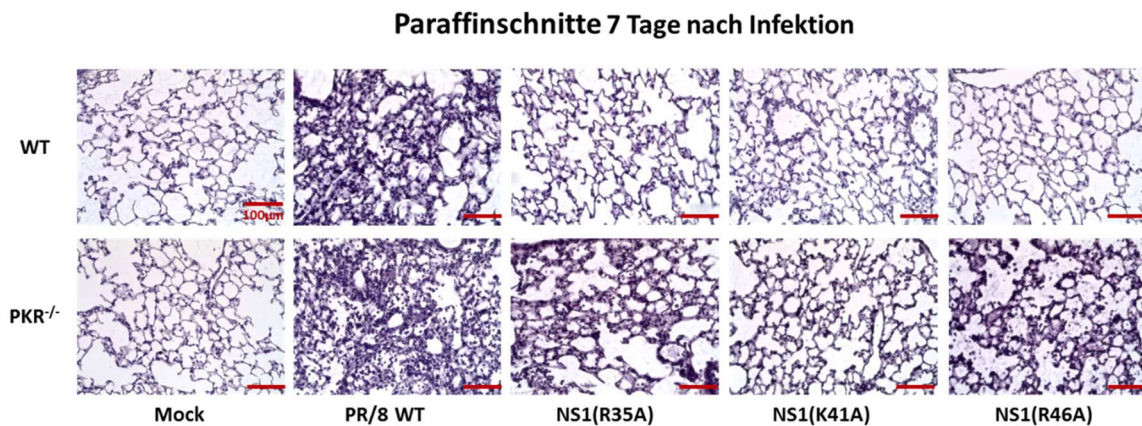 Paraffinschnitte 7 Tage nach Infektion
WT
100µm
PKR-/-
Mock
PR/8 WT
NS1(R35A)
NS1(K41A)
NS1(R46A)